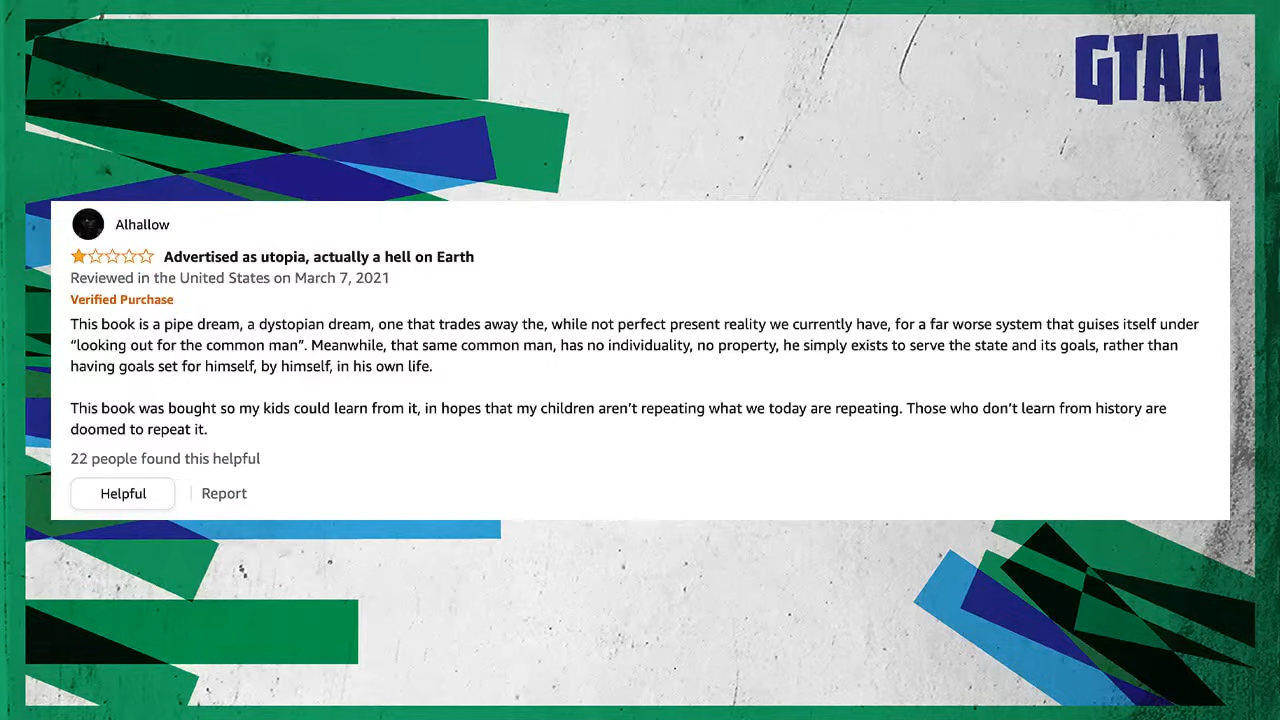 GTAA
Alhallow
Advertised as utopia, actually a hell on Earth
Reviewed in the United States on March 7, 2021
Verified Purchase
This book is a pipe dream, a dystopian dream, one that trades away the, while not perfect present reality we currently have, for a far worse system that guises itself under
“looking out for the common man”. Meanwhile, that same common man, has no individuality, no property, he simply exists to serve the state and its goals, rather than
having goals set for himself, by himself, in his own life.
This book was bought so my kids could learn from it, in hopes that my children aren’t repeating what we today are repeating. Those who don’t learn from history are
doomed to repeat it.
22 people found this helpful
Helpful
Report